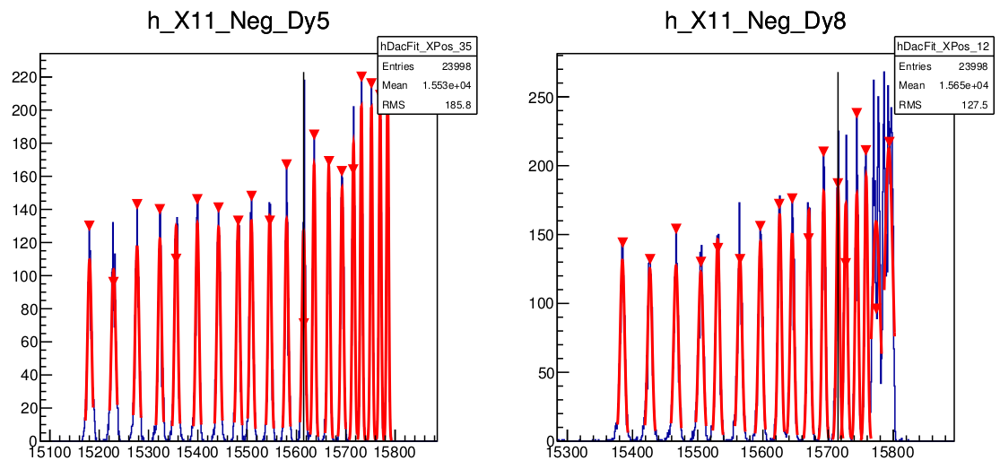 h_X11_Neg_Dy5
hDacFit_XPos_35
Entries 23998
Mean 1.553e+04
RMS 185.8
220
200
180
160
140
120
100
80
60
40
20
0
15100 15200 15300 15400 15500 15600 15700 15800
h_X11_Neg_Dy8
hDacFit_XPos_12
Entries 23998
Mean 1.565e+04
RMS 127.5
250
200
150
100
50
0
15300 15400 15500 15600 15700 15800